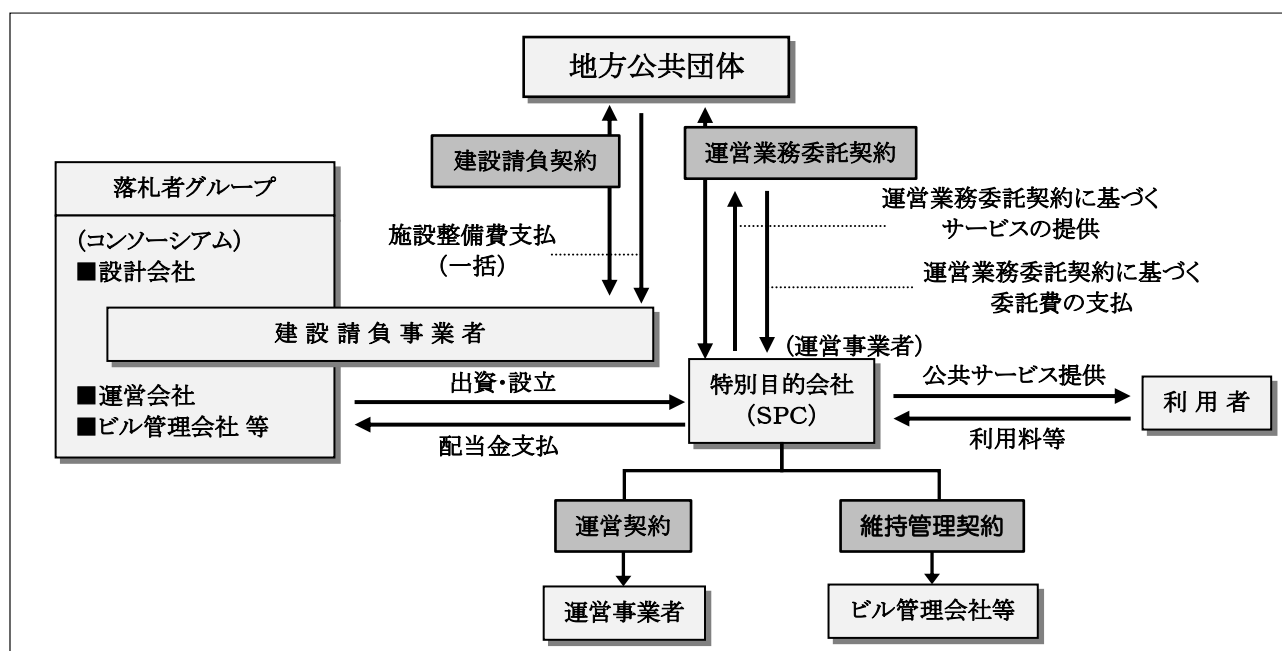 地方公共団体
建設請負契約
運営業務委託契約
落札者グループ
(コンソーシアム)
■設計会社
施設整備費支払
(一括)
運営業務委託契約に基づく
サービスの提供
運営業務委託契約に基づく
委託費の支払
建設請負事業者
(運営事業者)
■運営会社
■ビル管理会社 等
出資・設立
配当金支払
特別目的会社
(SPC)
公共サービス提供
利用料等
利用者
運営契約
維持管理契約
運営事業者
ビル管理会社等